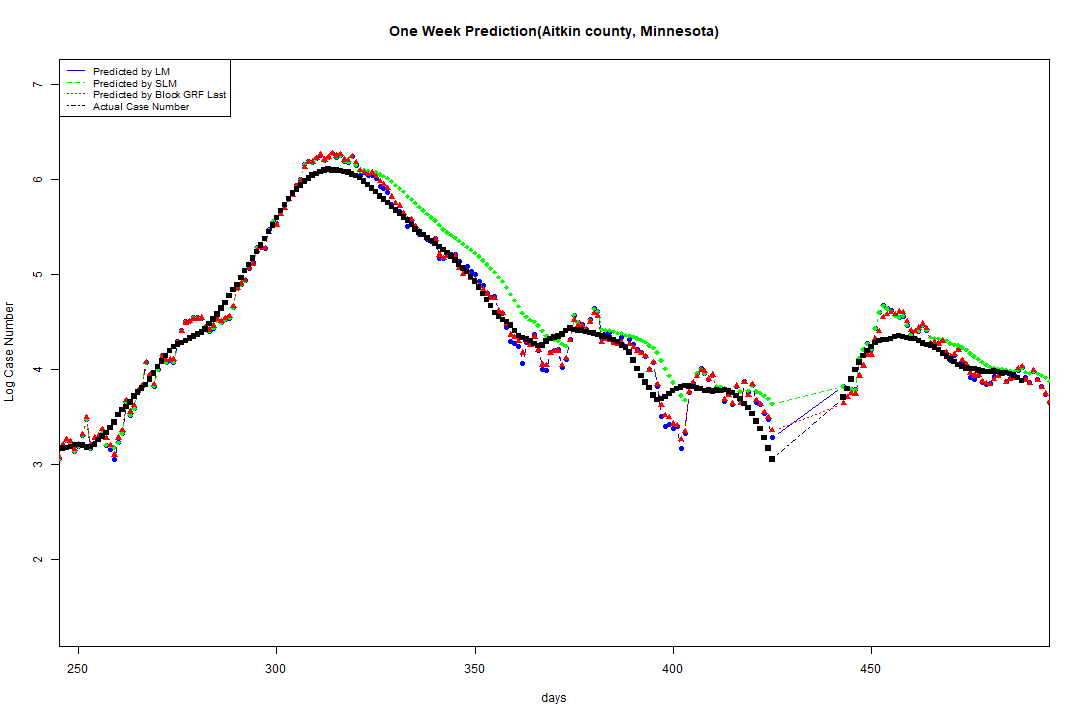 One Week Prediction(Aitkin county, Minnesota)
Predicted by LM
Predicted by SLM
Predicted by Block GRF Last
Actual Case Number
7
6
5
4
3
2
Log Case Number
250 300 350 400 450
days